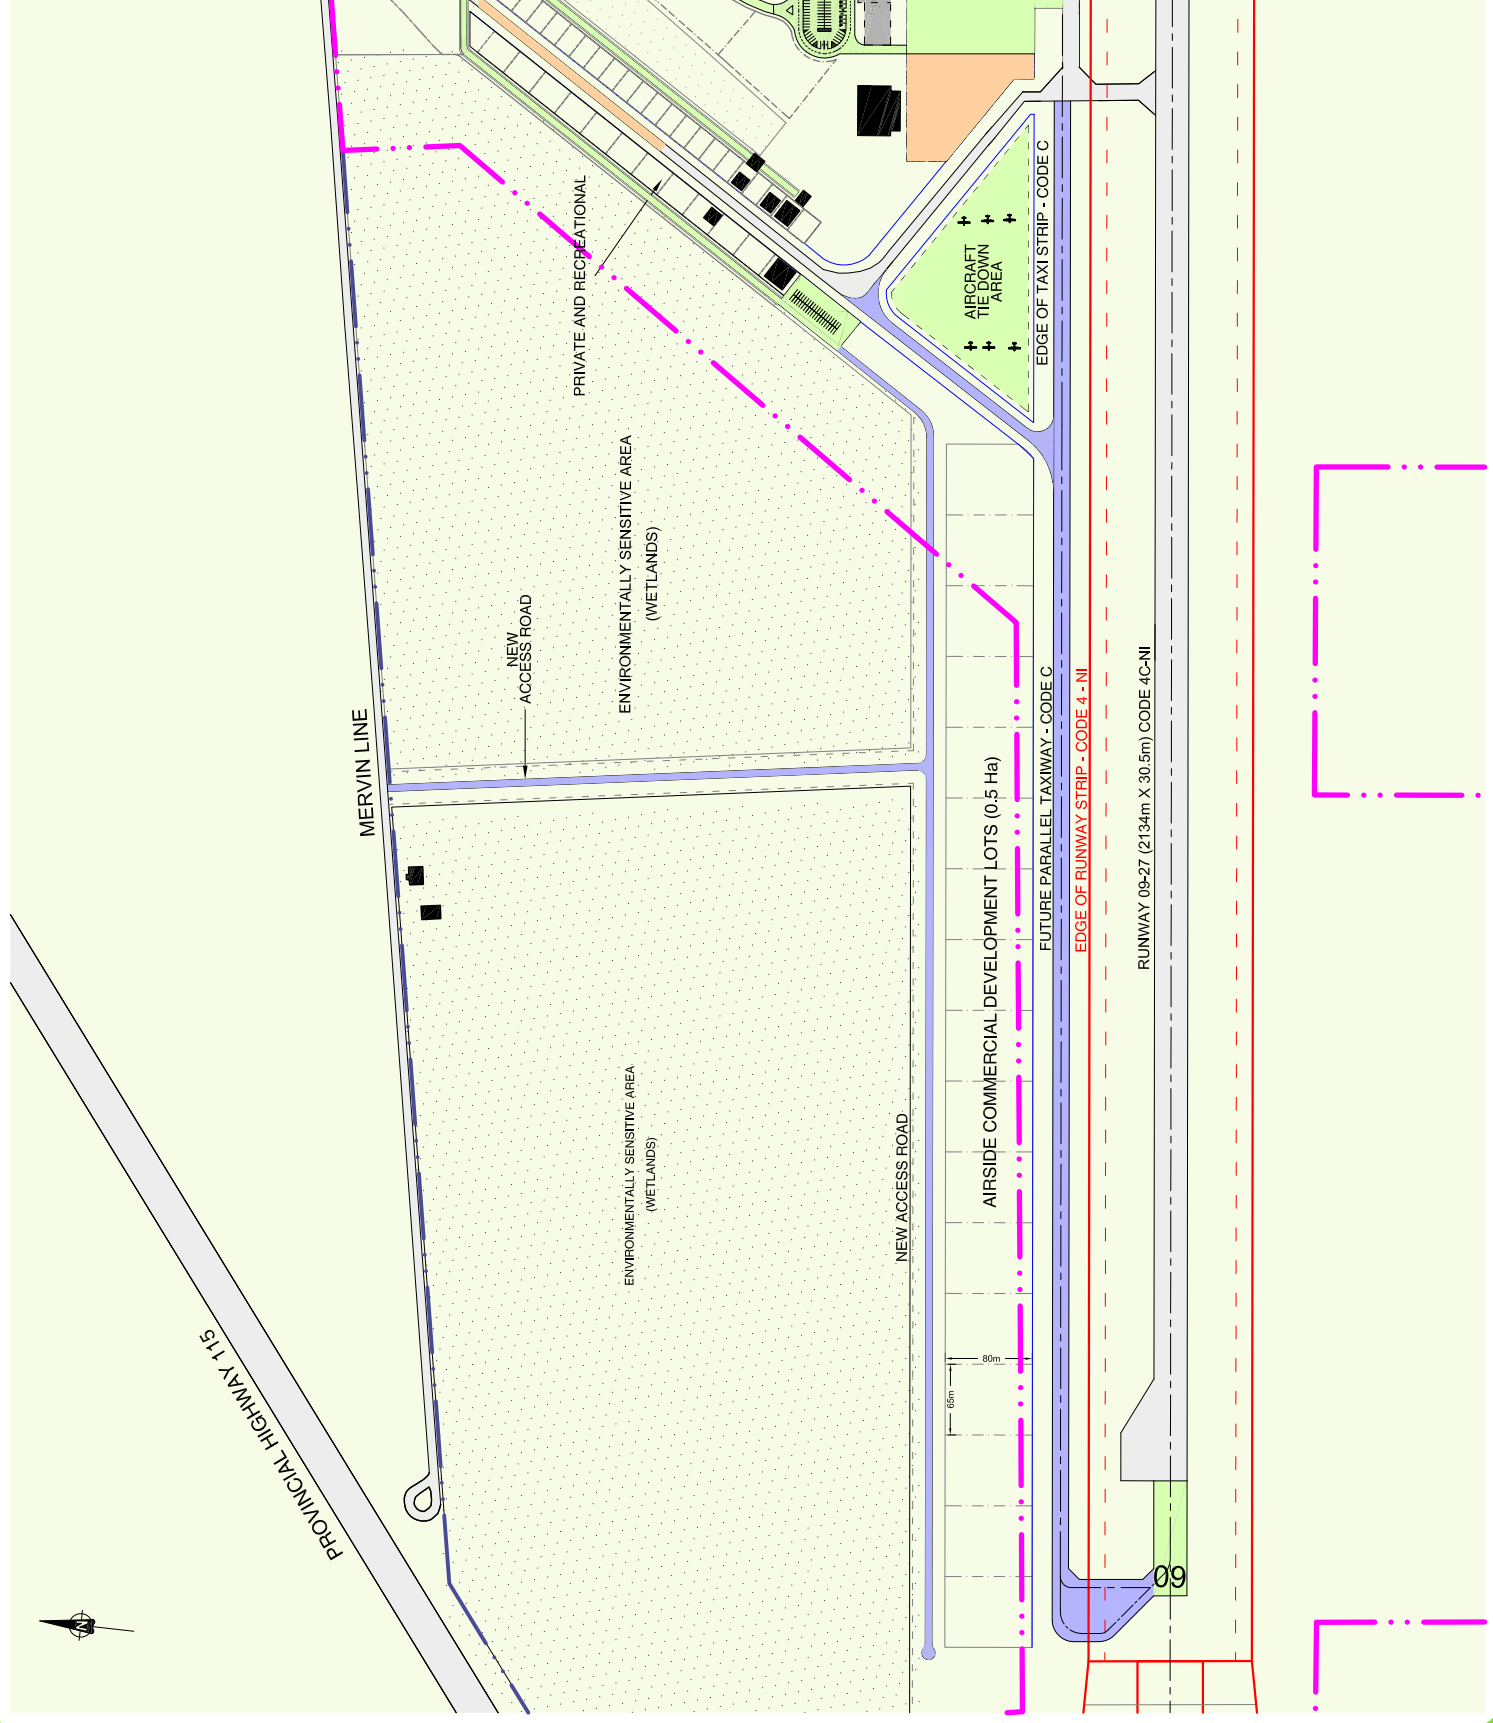 PRIVATE AND RECREATIONAL
AIRCRAFT
TIE DOWN
AREA
EDGE OF TAXI STRIP - CODE C
ENVIRONMENTALLY SENSITIVE AREA
(WETLANDS)
NEW
ACCESS ROAD
MERVIN LINE
AIRSIDE COMMERCIAL DEVELOPMENT LOTS (0.5 Ha)
FUTURE PARALLEL TAXIWAY - CODE C
EDGE OF RUNWAY STRIP - CODE 4 - NI
RUNWAY 09-27 (2134m X 30.5m) CODE 4C-NI
ENVIRONMENTALLY SENSITIVE AREA
(WETLANDS)
NEW ACCESS ROAD
PROVINCIAL HIGHWAY 115
80m
65m
09
N